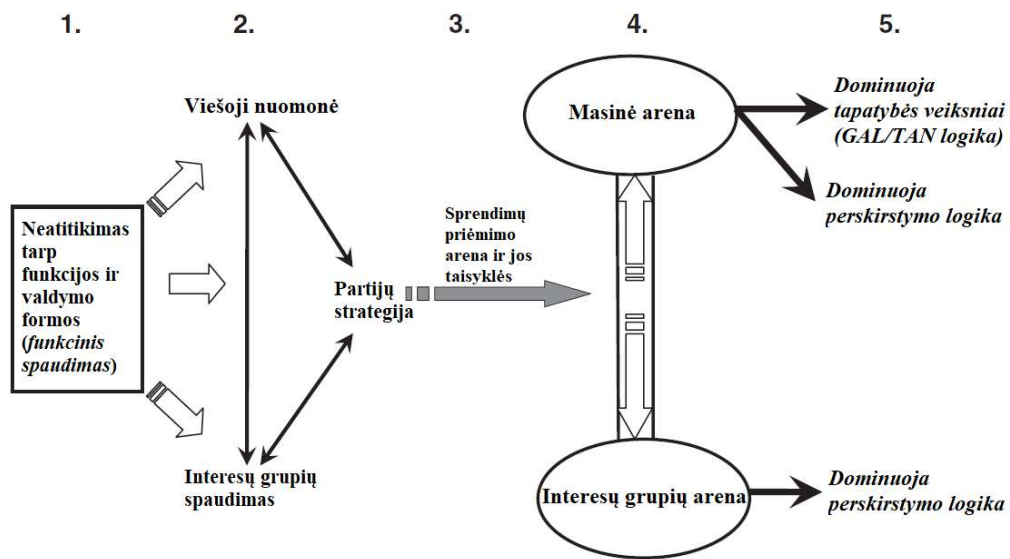 1.
2.
3.
4.
5.
Neatitikimas
tarp
funkcijos ir
valdymo
formos
(funkcinis
spaudimas)
Viešoji nuomonė
Partijų
strategija
Interesų grupių
spaudimas
Sprendimų
priėmimo
arena ir jos
taisyklės
Masinė arena
Interesų grupių arena
Dominuoja
tapatybės veiksniai
(GAL/TAN logika)
Dominuoja
perskirstymo logika
Dominuoja
perskirstymo logika